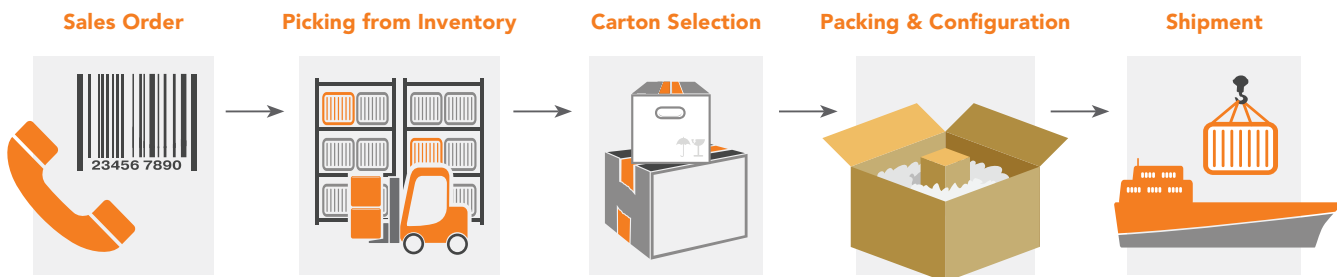 Sales Order
Picking from Inventory
Carton Selection
Packing & Configuration
Shipment
23456 7890